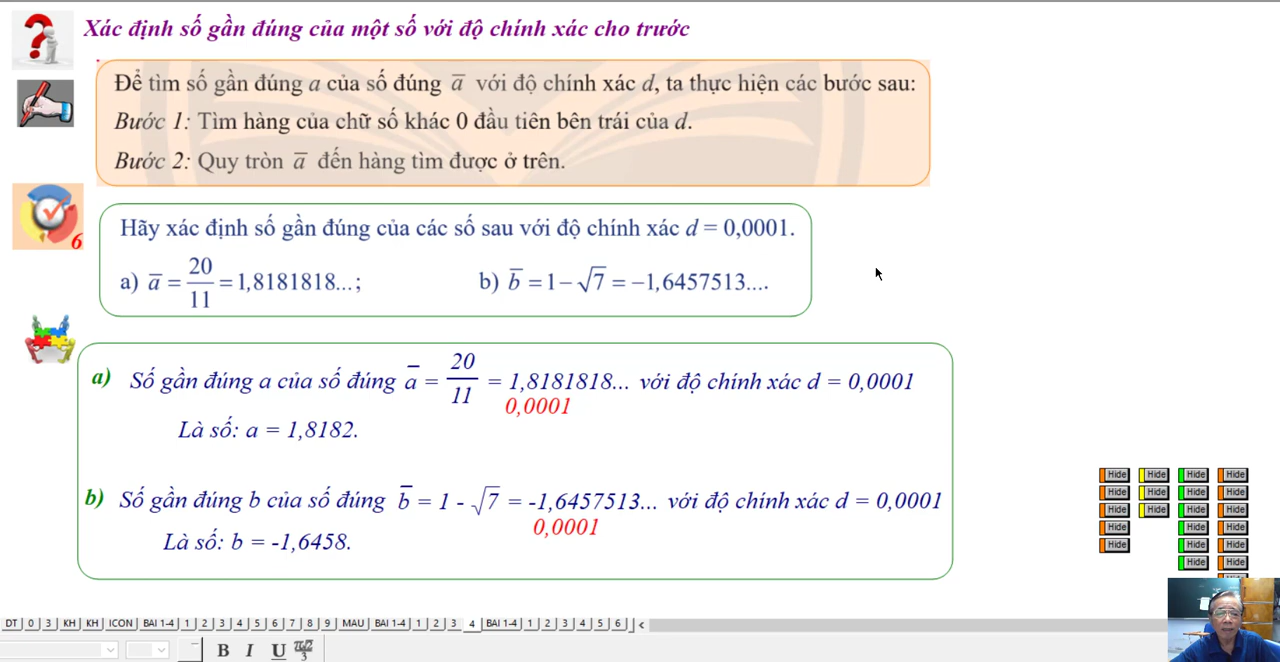 Xác định số gần đúng của một số với độ chính xác cho trước
Để tìm số gần đúng a của số đúng a̅ với độ chính xác d, ta thực hiện các bước sau:
Bước 1: Tìm hàng của chữ số khác 0 đầu tiên bên trái của d.
Bước 2: Quy tròn a̅ đến hàng tìm được ở trên.
6
Hãy xác định số gần đúng của các số sau với độ chính xác d = 0,0001.
a) a̅ = 20/11 = 1,8181818...; b) b̅ = 1 − √7 = −1,6457513....
a) Số gần đúng a của số đúng a̅ = 20/11 = 1,8181818... với độ chính xác d = 0,0001
0,0001
Là số: a = 1,8182.
b) Số gần đúng b của số đúng b̅ = 1 - √7 = -1,6457513... với độ chính xác d = 0,0001
0,0001
Là số: b = -1,6458.
Hide Hide Hide Hide
Hide Hide Hide Hide
Hide Hide Hide Hide
Hide Hide Hide
Hide Hide Hide
Hide Hide
DT 0 3 KH KH ICON BAI 1-4 1 2 3 4 5 6 7 8 9 MAU BAI 1-4 1 2 3 4 BAI 1-4 1 2 3 4 5 6 <
B I U